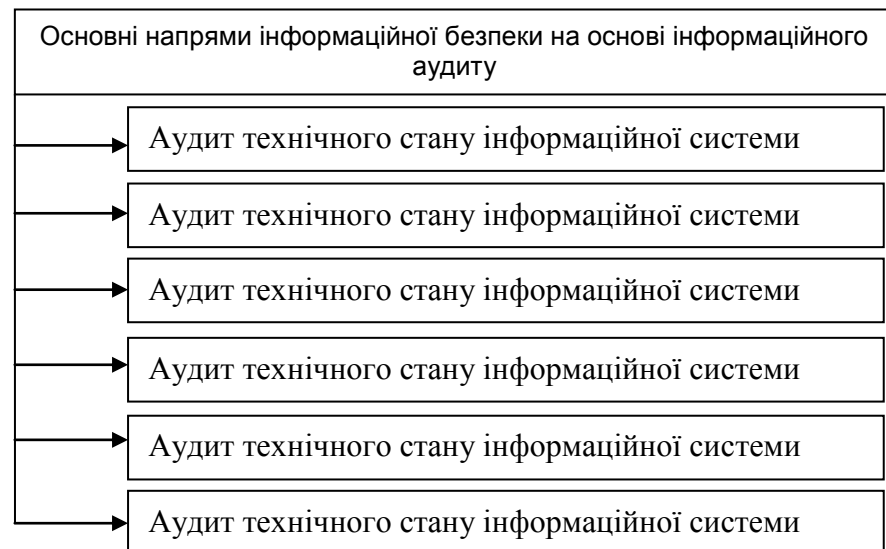 Основні напрями інформаційної безпеки на основі інформаційного
аудиту
Аудит технічного стану інформаційної системи
Аудит технічного стану інформаційної системи
Аудит технічного стану інформаційної системи
Аудит технічного стану інформаційної системи
Аудит технічного стану інформаційної системи
Аудит технічного стану інформаційної системи